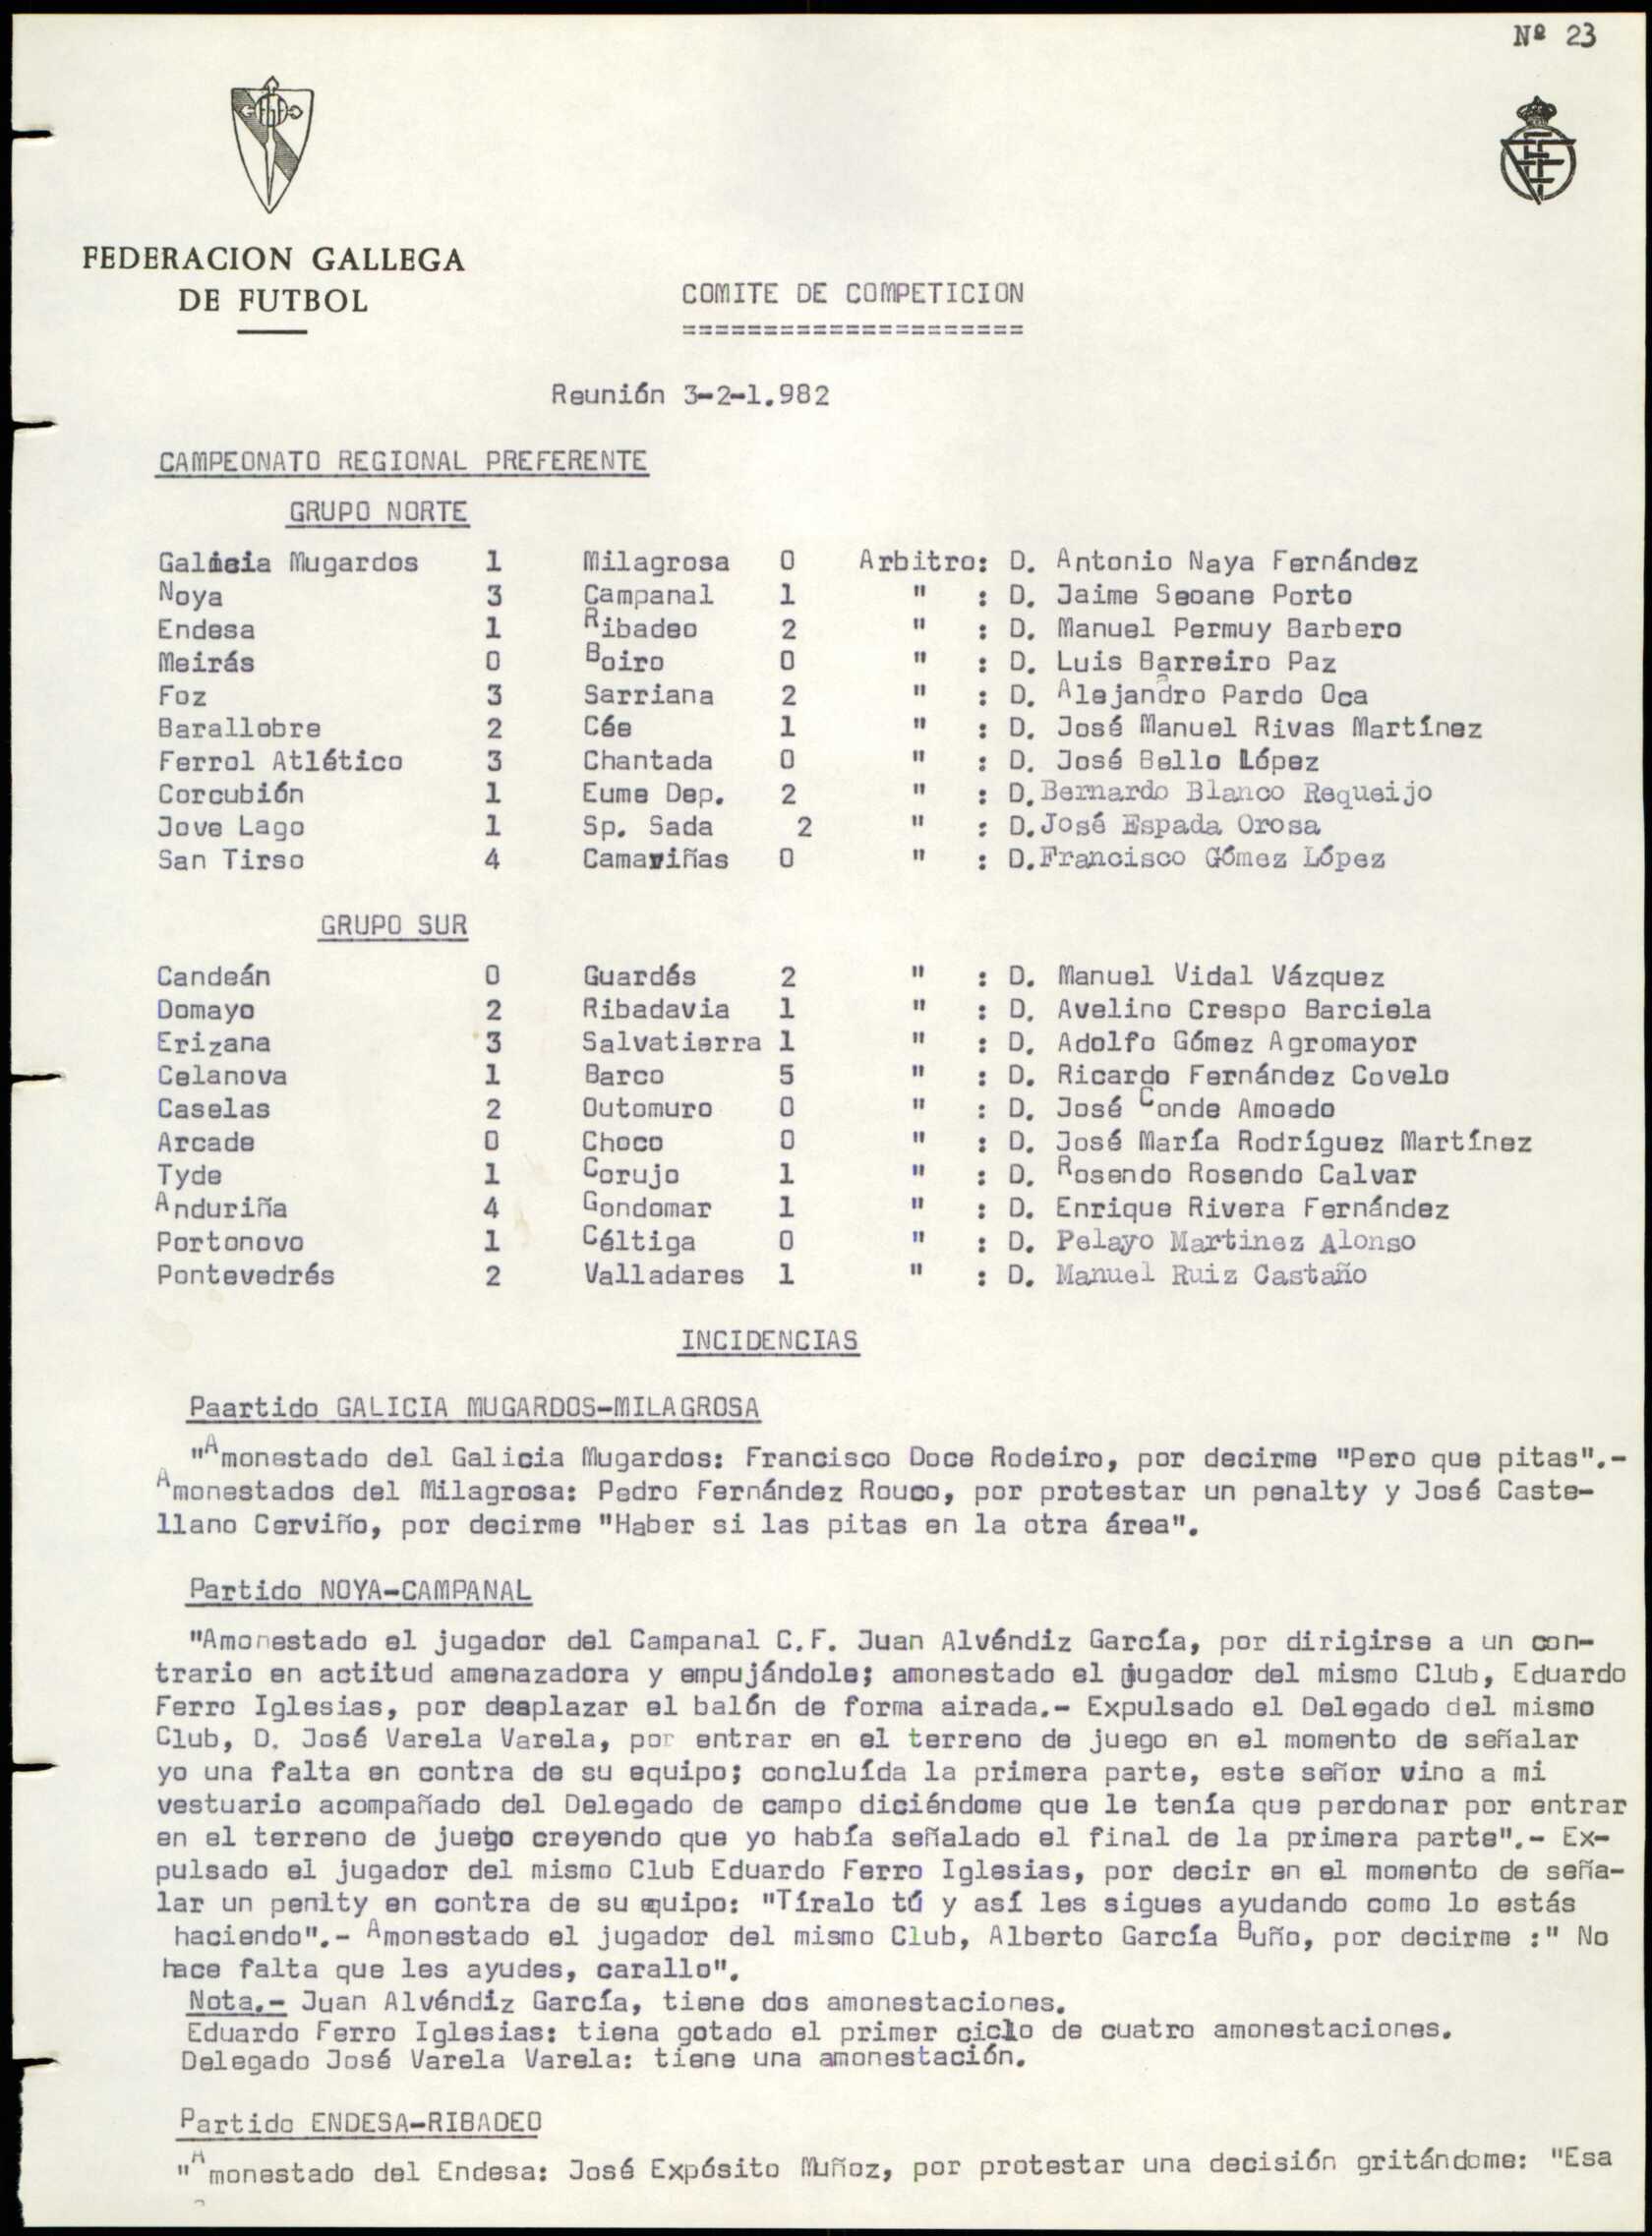 Nº 23
FEDERACION GALLEGA
DE FUTBOL
COMITE DE COMPETICION
=====================
Reunión 3-2-1.982
CAMPEONATO REGIONAL PREFERENTE
GRUPO NORTE
Galicia Mugardos 1 Milagrosa 0 Arbitro: D. Antonio Naya Fernández
Noya 3 Campanal 1 " : D. Jaime Seoane Porto
Endesa 1 Ribadeo 2 " : D. Manuel Permuy Barbero
Meirás 0 Boiro 0 " : D. Luis Barreiro Paz
Foz 3 Sarriana 2 " : D. Alejandro Pardo Oca
Barallobre 2 Cée 1 " : D. José Manuel Rivas Martínez
Ferrol Atlético 3 Chantada 0 " : D. José Bello López
Corcubión 1 Eume Dep. 2 " : D. Bernardo Blanco Requeijo
Jove Lago 1 Sp. Sada 2 " : D. José Espada Orosa
San Tirso 4 Camariñas 0 " : D. Francisco Gómez López
GRUPO SUR
Candeán 0 Guardés 2 " : D. Manuel Vidal Vázquez
Domayo 2 Ribadavia 1 " : D. Avelino Crespo Barciela
Erizana 3 Salvatierra 1 " : D. Adolfo Gómez Agromayor
Celanova 1 Barco 5 " : D. Ricardo Fernández Covelo
Caselas 2 Outomuro 0 " : D. José Conde Amoedo
Arcade 0 Choco 0 " : D. José María Rodríguez Martínez
Tyde 1 Corujo 1 " : D. Rosendo Rosendo Calvar
Anduriña 4 Gondomar 1 " : D. Enrique Rivera Fernández
Portonovo 1 Céltiga 0 " : D. Pelayo Martinez Alonso
Pontevedrés 2 Valladares 1 " : D. Manuel Ruiz Castaño
INCIDENCIAS
Paartido GALICIA MUGARDOS-MILAGROSA
"Amonestado del Galicia Mugardos: Francisco Doce Rodeiro, por decirme "Pero que pitas".-
Amonestados del Milagrosa: Pedro Fernández Rouco, por protestar un penalty y José Caste-
llano Cerviño, por decirme "Haber si las pitas en la otra área".
Partido NOYA-CAMPANAL
"Amonestado el jugador del Campanal C.F. Juan Alvéndiz García, por dirigirse a un con-
trario en actitud amenazadora y empujándole; amonestado el jugador del mismo Club, Eduardo
Ferro Iglesias, por desplazar el balón de forma airada.- Expulsado el Delegado del mismo
Club, D. José Varela Varela, por entrar en el terreno de juego en el momento de señalar
yo una falta en contra de su equipo; concluída la primera parte, este señor vino a mi
vestuario acompañado del Delegado de campo diciéndome que le tenía que perdonar por entrar
en el terreno de juego creyendo que yo había señalado el final de la primera parte".- Ex-
pulsado el jugador del mismo Club Eduardo Ferro Iglesias, por decir en el momento de seña-
lar un penlty en contra de su equipo: "Tíralo tú y así les sigues ayudando como lo estás
haciendo".- Amonestado el jugador del mismo Club, Alberto García Buño, por decirme :" No
hace falta que les ayudes, carallo".
Nota.- Juan Alvéndiz García, tiene dos amonestaciones.
Eduardo Ferro Iglesias: tiena gotado el primer ciclo de cuatro amonestaciones.
Delegado José Varela Varela: tiene una amonestación.
Partido ENDESA-RIBADEO
"Amonestado del Endesa: José Expósito Muñoz, por protestar una decisión gritándome: "Esa